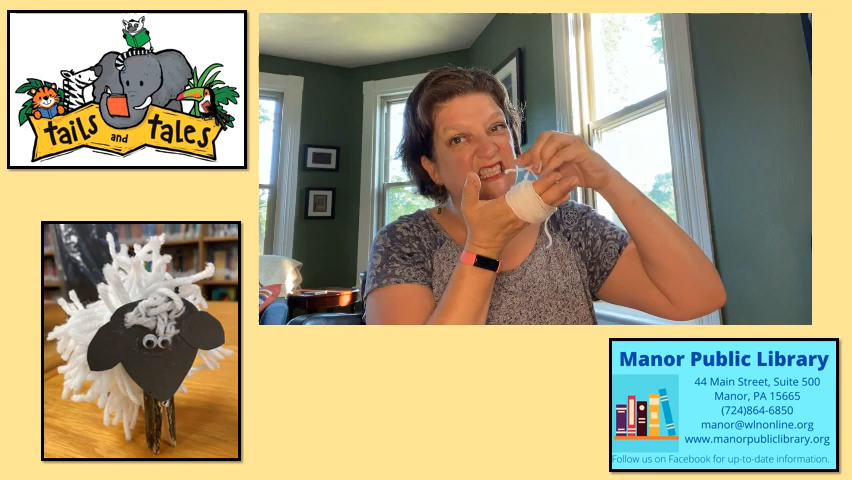 tails and tales
Manor Public Library
44 Main Street, Suite 500
Manor, PA 15665
(724)864-6850
manor@wlnonline.org
www.manorpubliclibrary.org
Follow us on Facebook for up-to-date information.